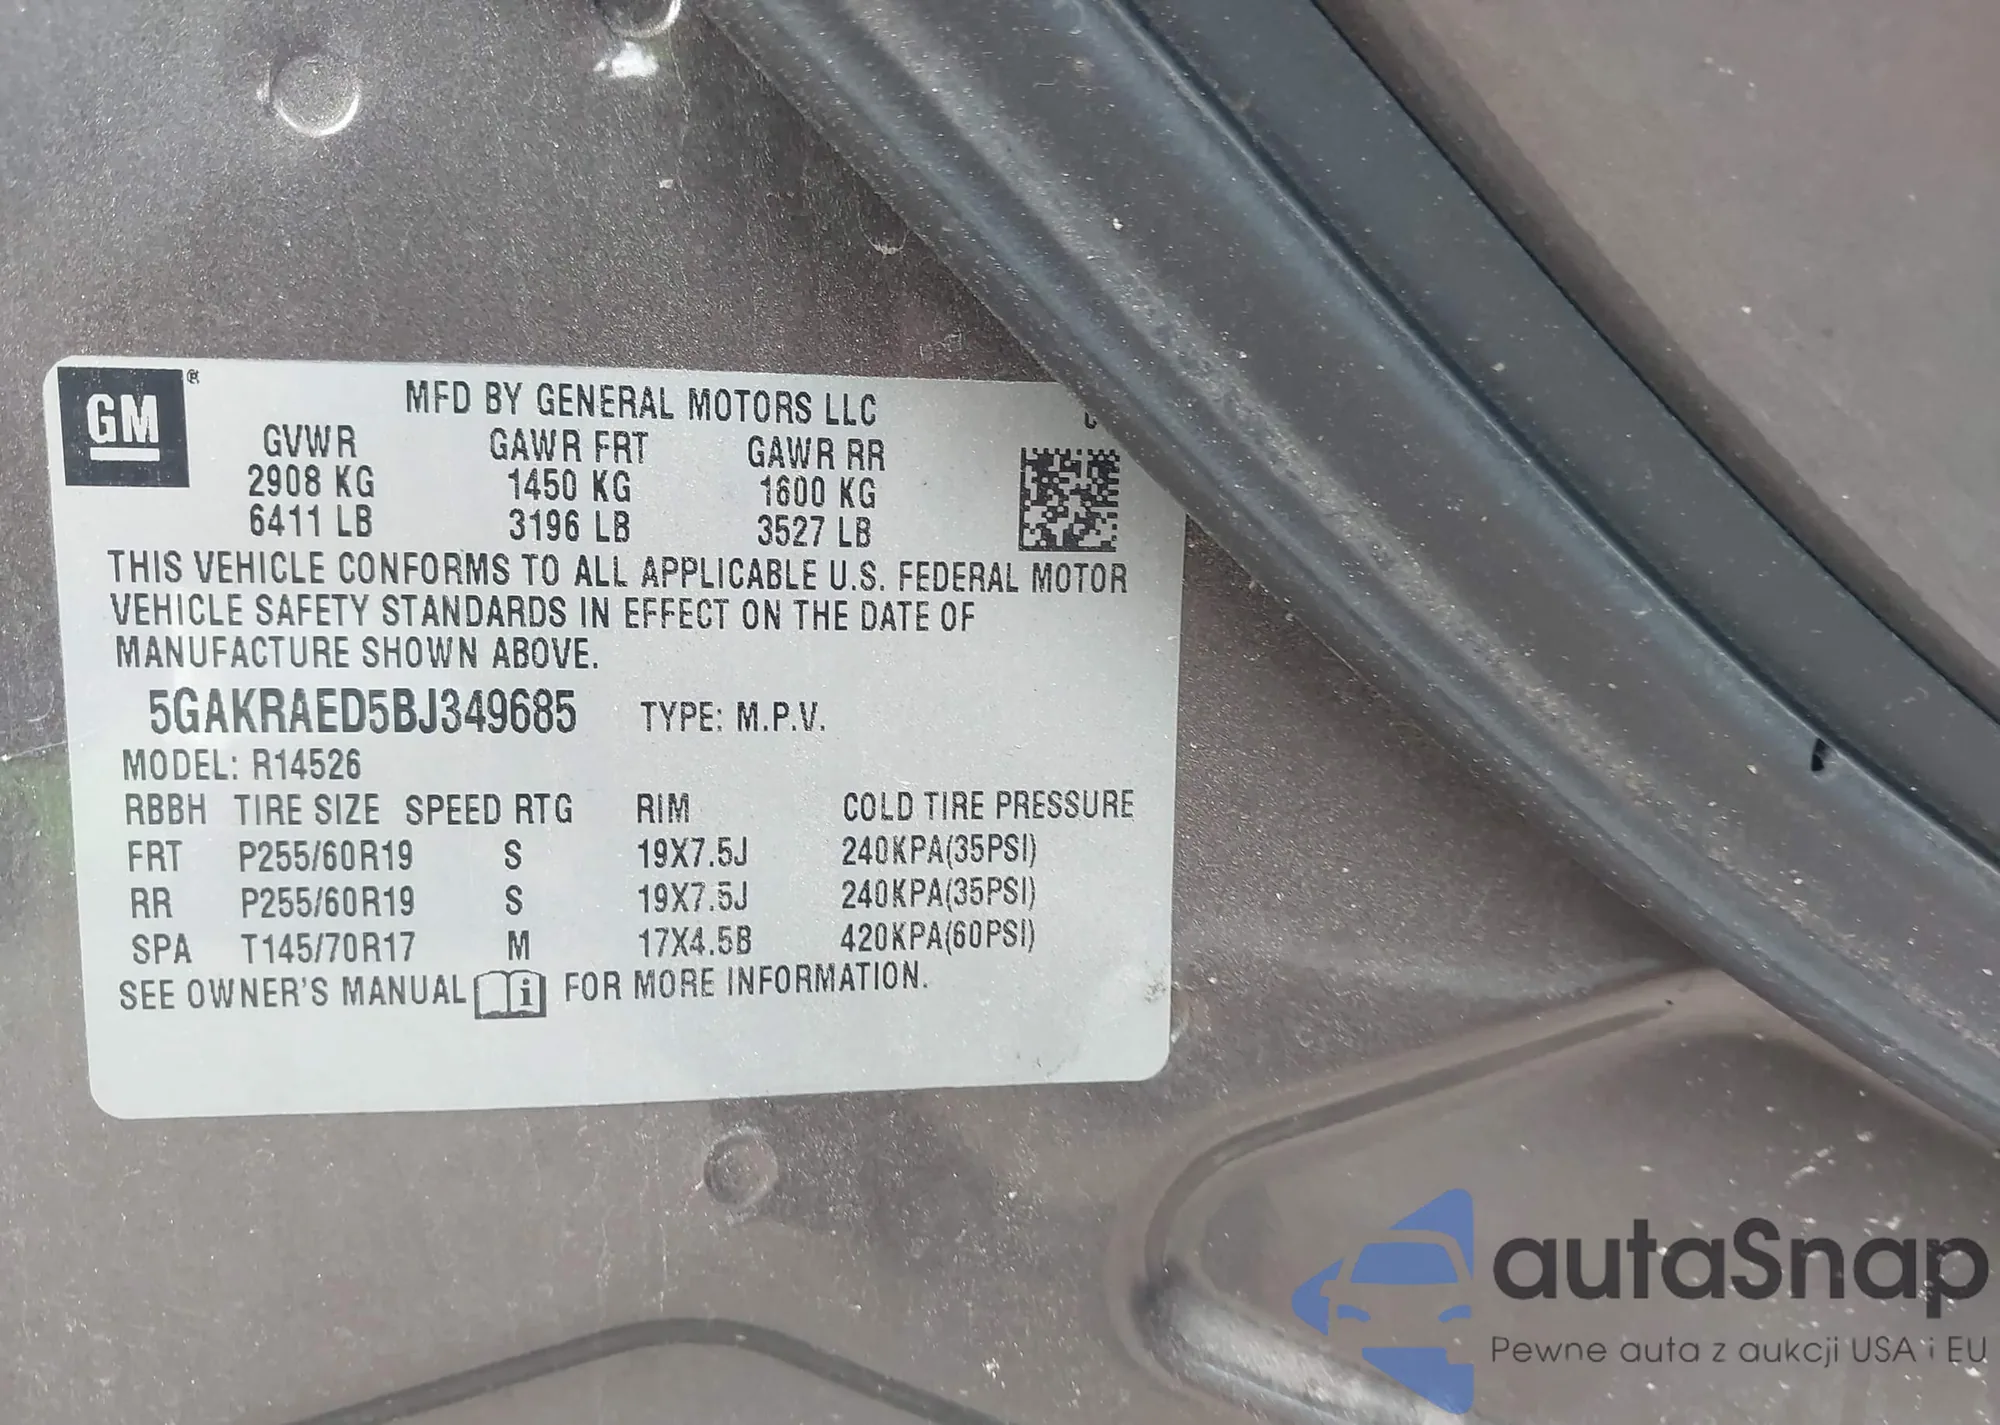 GM ®
MFD BY GENERAL MOTORS LLC
GVWR GAWR FRT GAWR RR
2908 KG 1450 KG 1600 KG
6411 LB 3196 LB 3527 LB
THIS VEHICLE CONFORMS TO ALL APPLICABLE U.S. FEDERAL MOTOR
VEHICLE SAFETY STANDARDS IN EFFECT ON THE DATE OF
MANUFACTURE SHOWN ABOVE.
5GAKRAED5BJ349685 TYPE: M.P.V.
MODEL: R14526
RBBH TIRE SIZE SPEED RTG RIM COLD TIRE PRESSURE
FRT P255/60R19 S 19X7.5J 240KPA(35PSI)
RR P255/60R19 S 19X7.5J 240KPA(35PSI)
SPA T145/70R17 M 17X4.5B 420KPA(60PSI)
SEE OWNER'S MANUAL i FOR MORE INFORMATION.
autaSnap
Pewne auta z aukcji USA i EU